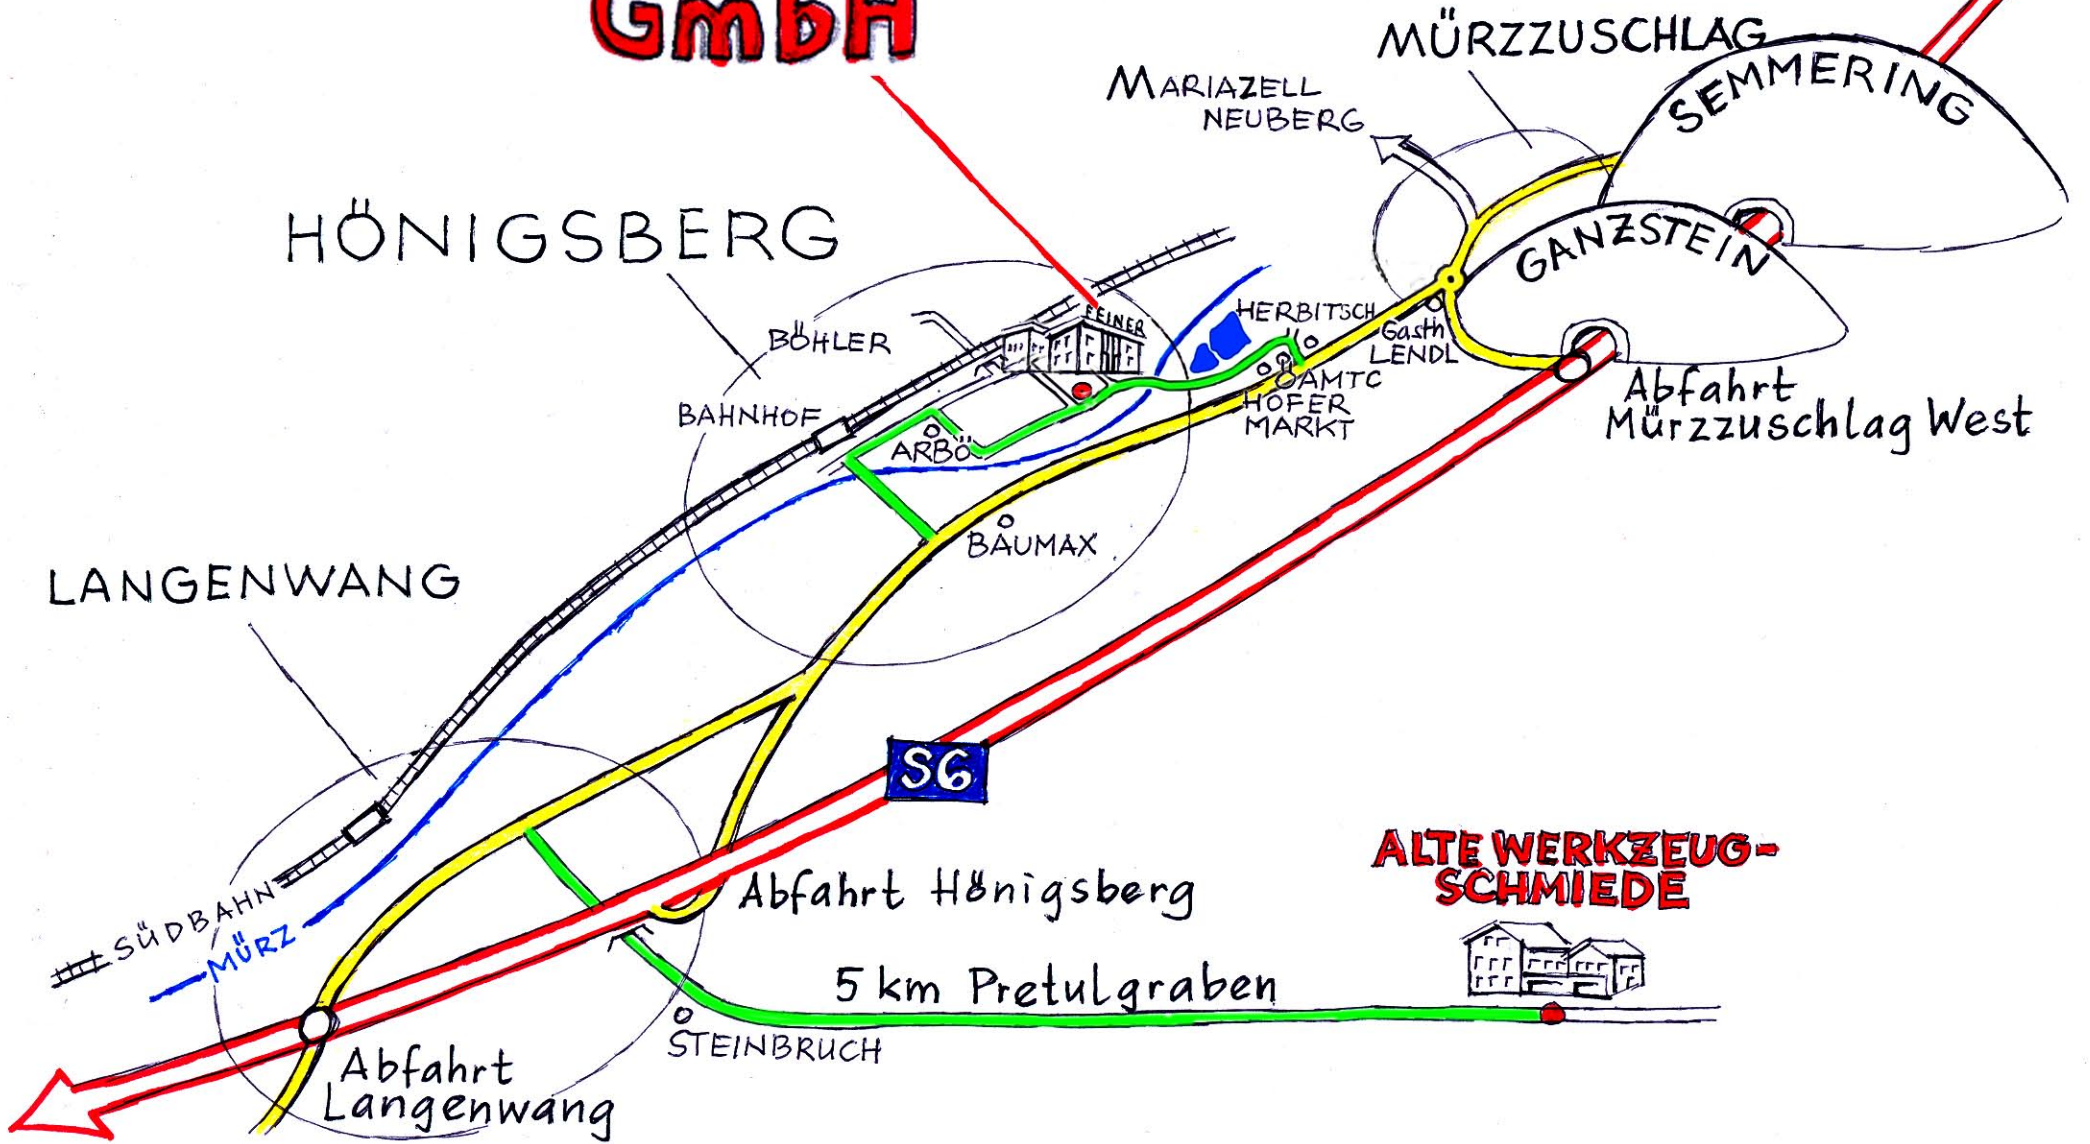 GmbH
MÜRZZUSCHLAG
SEMMERING
MARIAZELL
NEUBERG
HÖNIGSBERG
GANZSTEIN
FEINER
HERBITSCH
BÖHLER
Gasth
LENDL
ÖAMTC
HOFER
MARKT
Abfahrt
Mürzzuschlag West
BAHNHOF
ARBÖ
BAUMAX
LANGENWANG
S6
ALTE WERKZEUG-
SCHMIEDE
Abfahrt Hönigsberg
SÜDBAHN
MÜRZ
5 km Pretulgraben
STEINBRUCH
Abfahrt
Langenwang